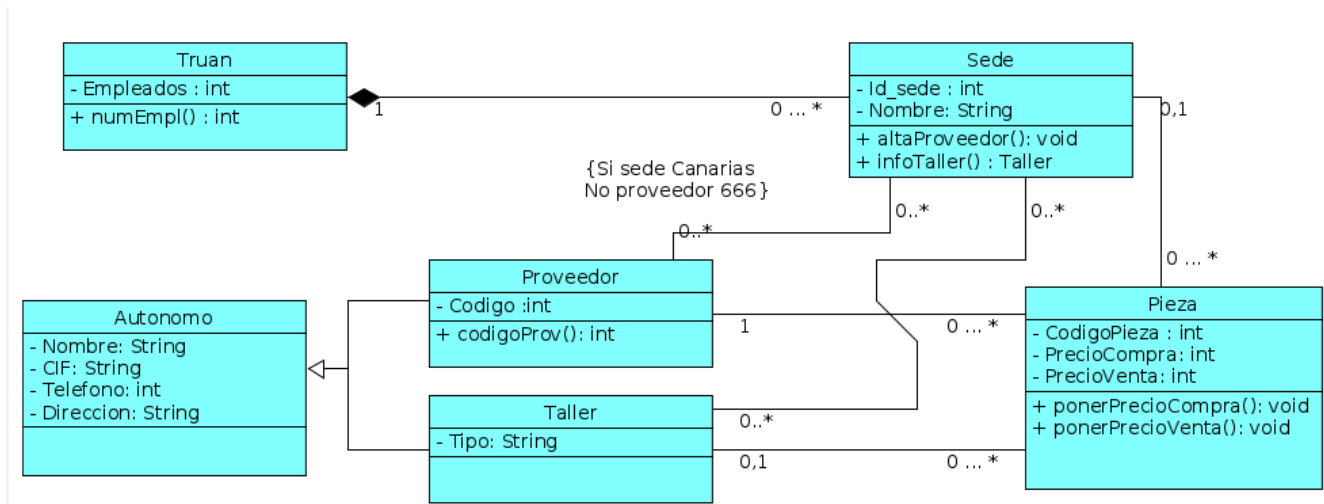 Truan
- Empleados : int
+ numEmpl() : int
1
0 ... *
Sede
- Id_sede : int
- Nombre: String
+ altaProveedor(): void
+ infoTaller() : Taller
0,1
{Si sede Canarias
No proveedor 666}
0..*
0..*
0..*
0 ... *
Proveedor
- Codigo :int
+ codigoProv(): int
1
0 ... *
Pieza
- CodigoPieza : int
- PrecioCompra: int
- PrecioVenta: int
+ ponerPrecioCompra(): void
+ ponerPrecioVenta(): void
Autonomo
- Nombre: String
- CIF: String
- Telefono: int
- Direccion: String
Taller
- Tipo: String
0..*
0,1
0 ... *